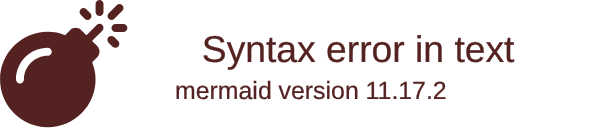 Syntax error in text
mermaid version 11.17.2